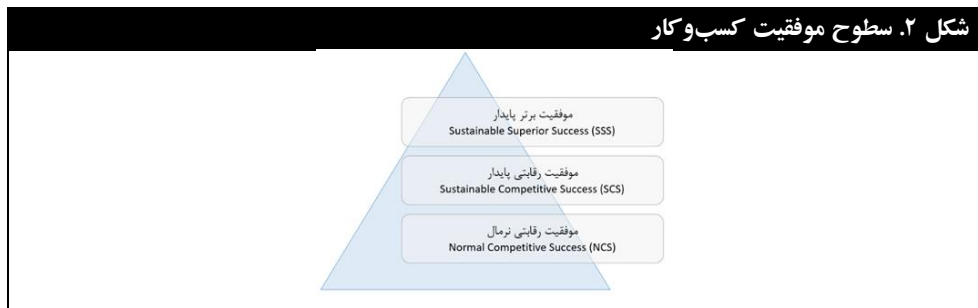 شکل ۲. سطوح موفقیت کسب‌وکار
موفقیت برتر پایدار
Sustainable Superior Success (SSS)
موفقیت رقابتی پایدار
Sustainable Competitive Success (SCS)
موفقیت رقابتی نرمال
Normal Competitive Success (NCS)